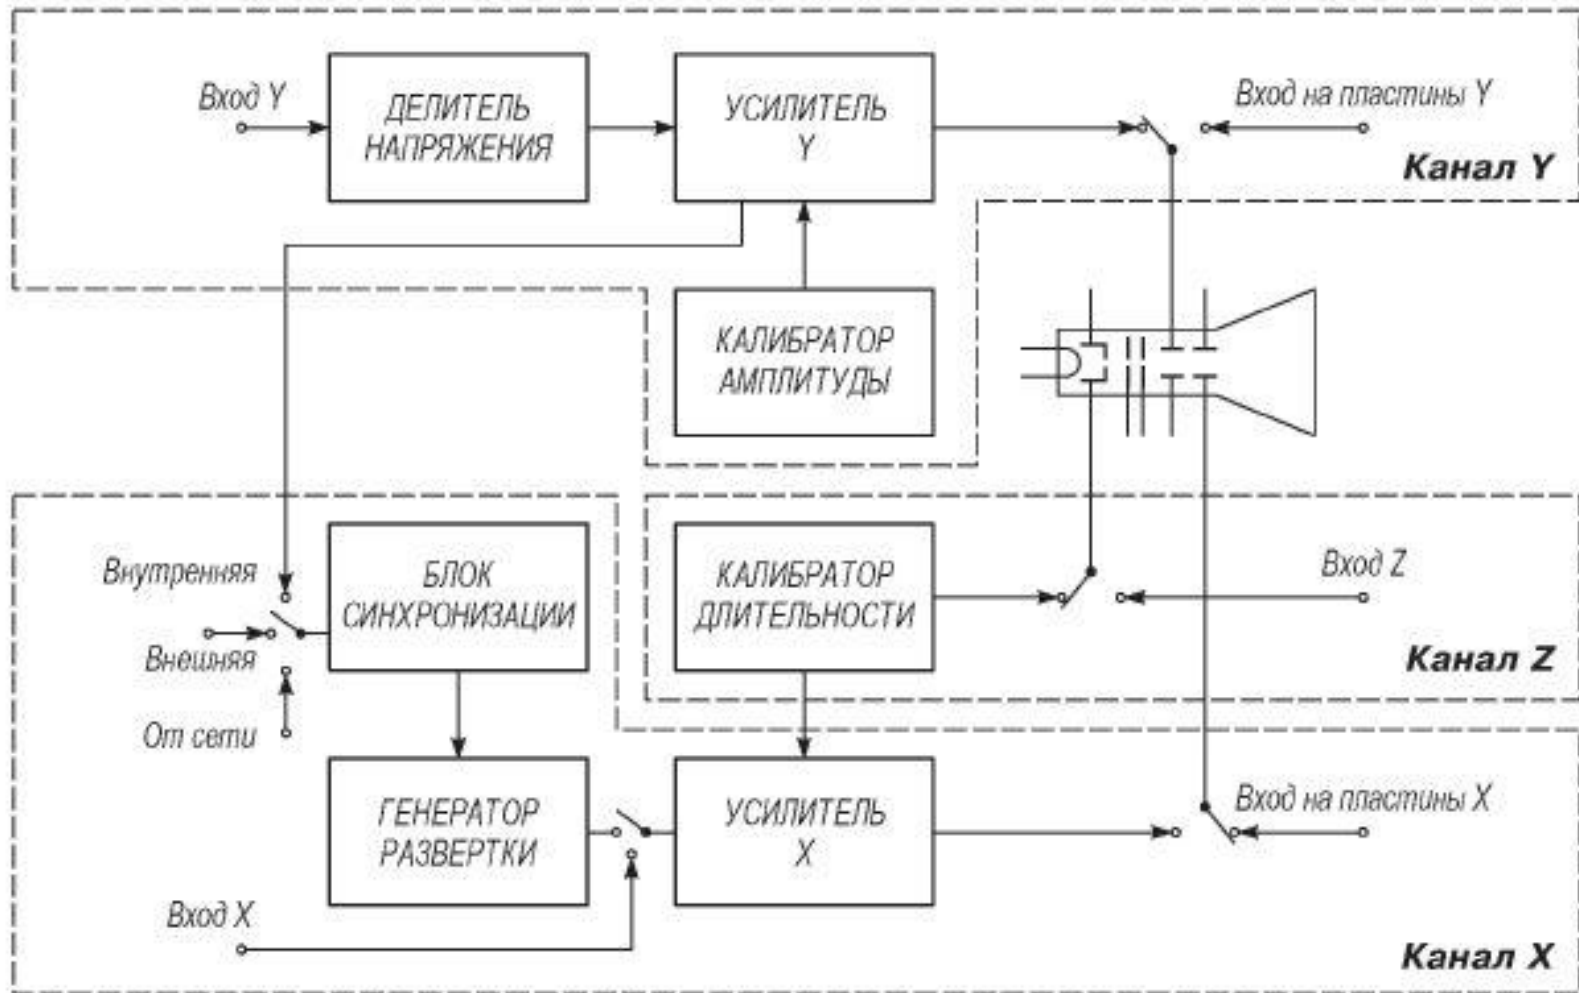 Вход Y
ДЕЛИТЕЛЬ
НАПРЯЖЕНИЯ
УСИЛИТЕЛЬ
Y
Вход на пластины Y
Канал Y
КАЛИБРАТОР
АМПЛИТУДЫ
Внутренняя
Внешняя
От сети
БЛОК
СИНХРОНИЗАЦИИ
КАЛИБРАТОР
ДЛИТЕЛЬНОСТИ
Вход Z
Канал Z
ГЕНЕРАТОР
РАЗВЕРТКИ
УСИЛИТЕЛЬ
X
Вход на пластины X
Вход X
Канал X